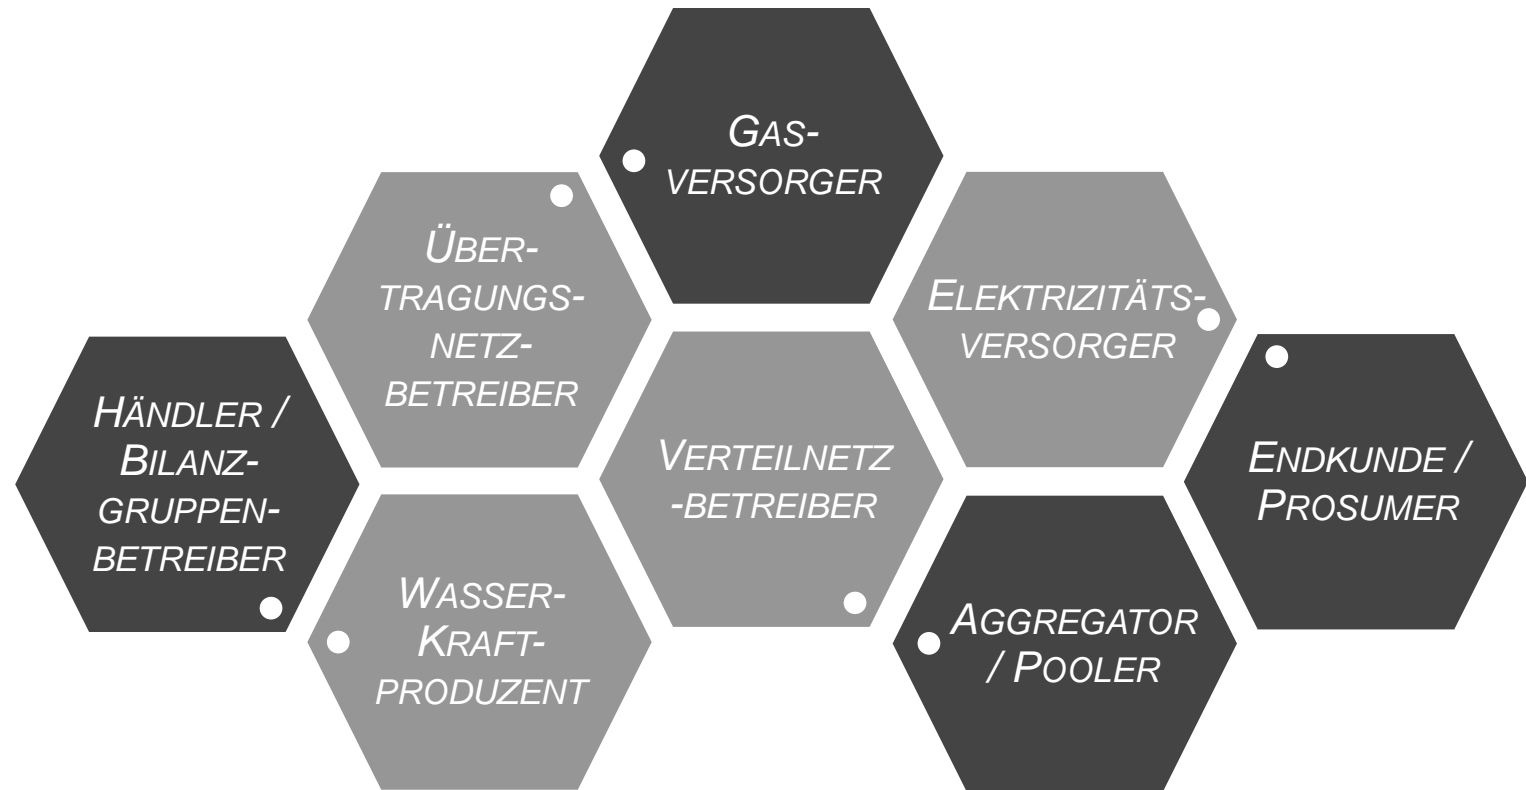 GAS-
VERSORGER
ÜBER-
TRAGUNGS-
NETZ-
BETREIBER
ELEKTRIZITÄTS-
VERSORGER
HÄNDLER /
BILANZ-
GRUPPEN-
BETREIBER
VERTEILNETZ
-BETREIBER
ENDKUNDE /
PROSUMER
WASSER-
KRAFT-
PRODUZENT
AGGREGATOR
/ POOLER